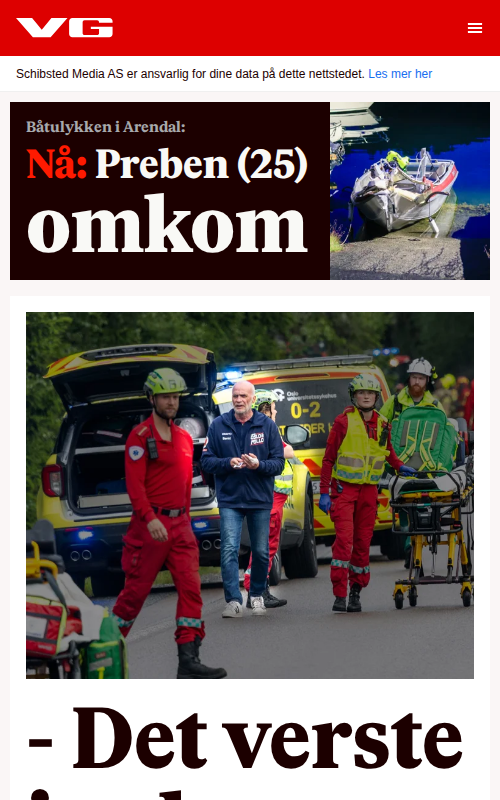 VG
Schibsted Media AS er ansvarlig for dine data på dette nettstedet. Les mer her
Båtulykken i Arendal:
Nå: Preben (25)
omkom
Oslo
universitetssykehus
0-2
- Det verste